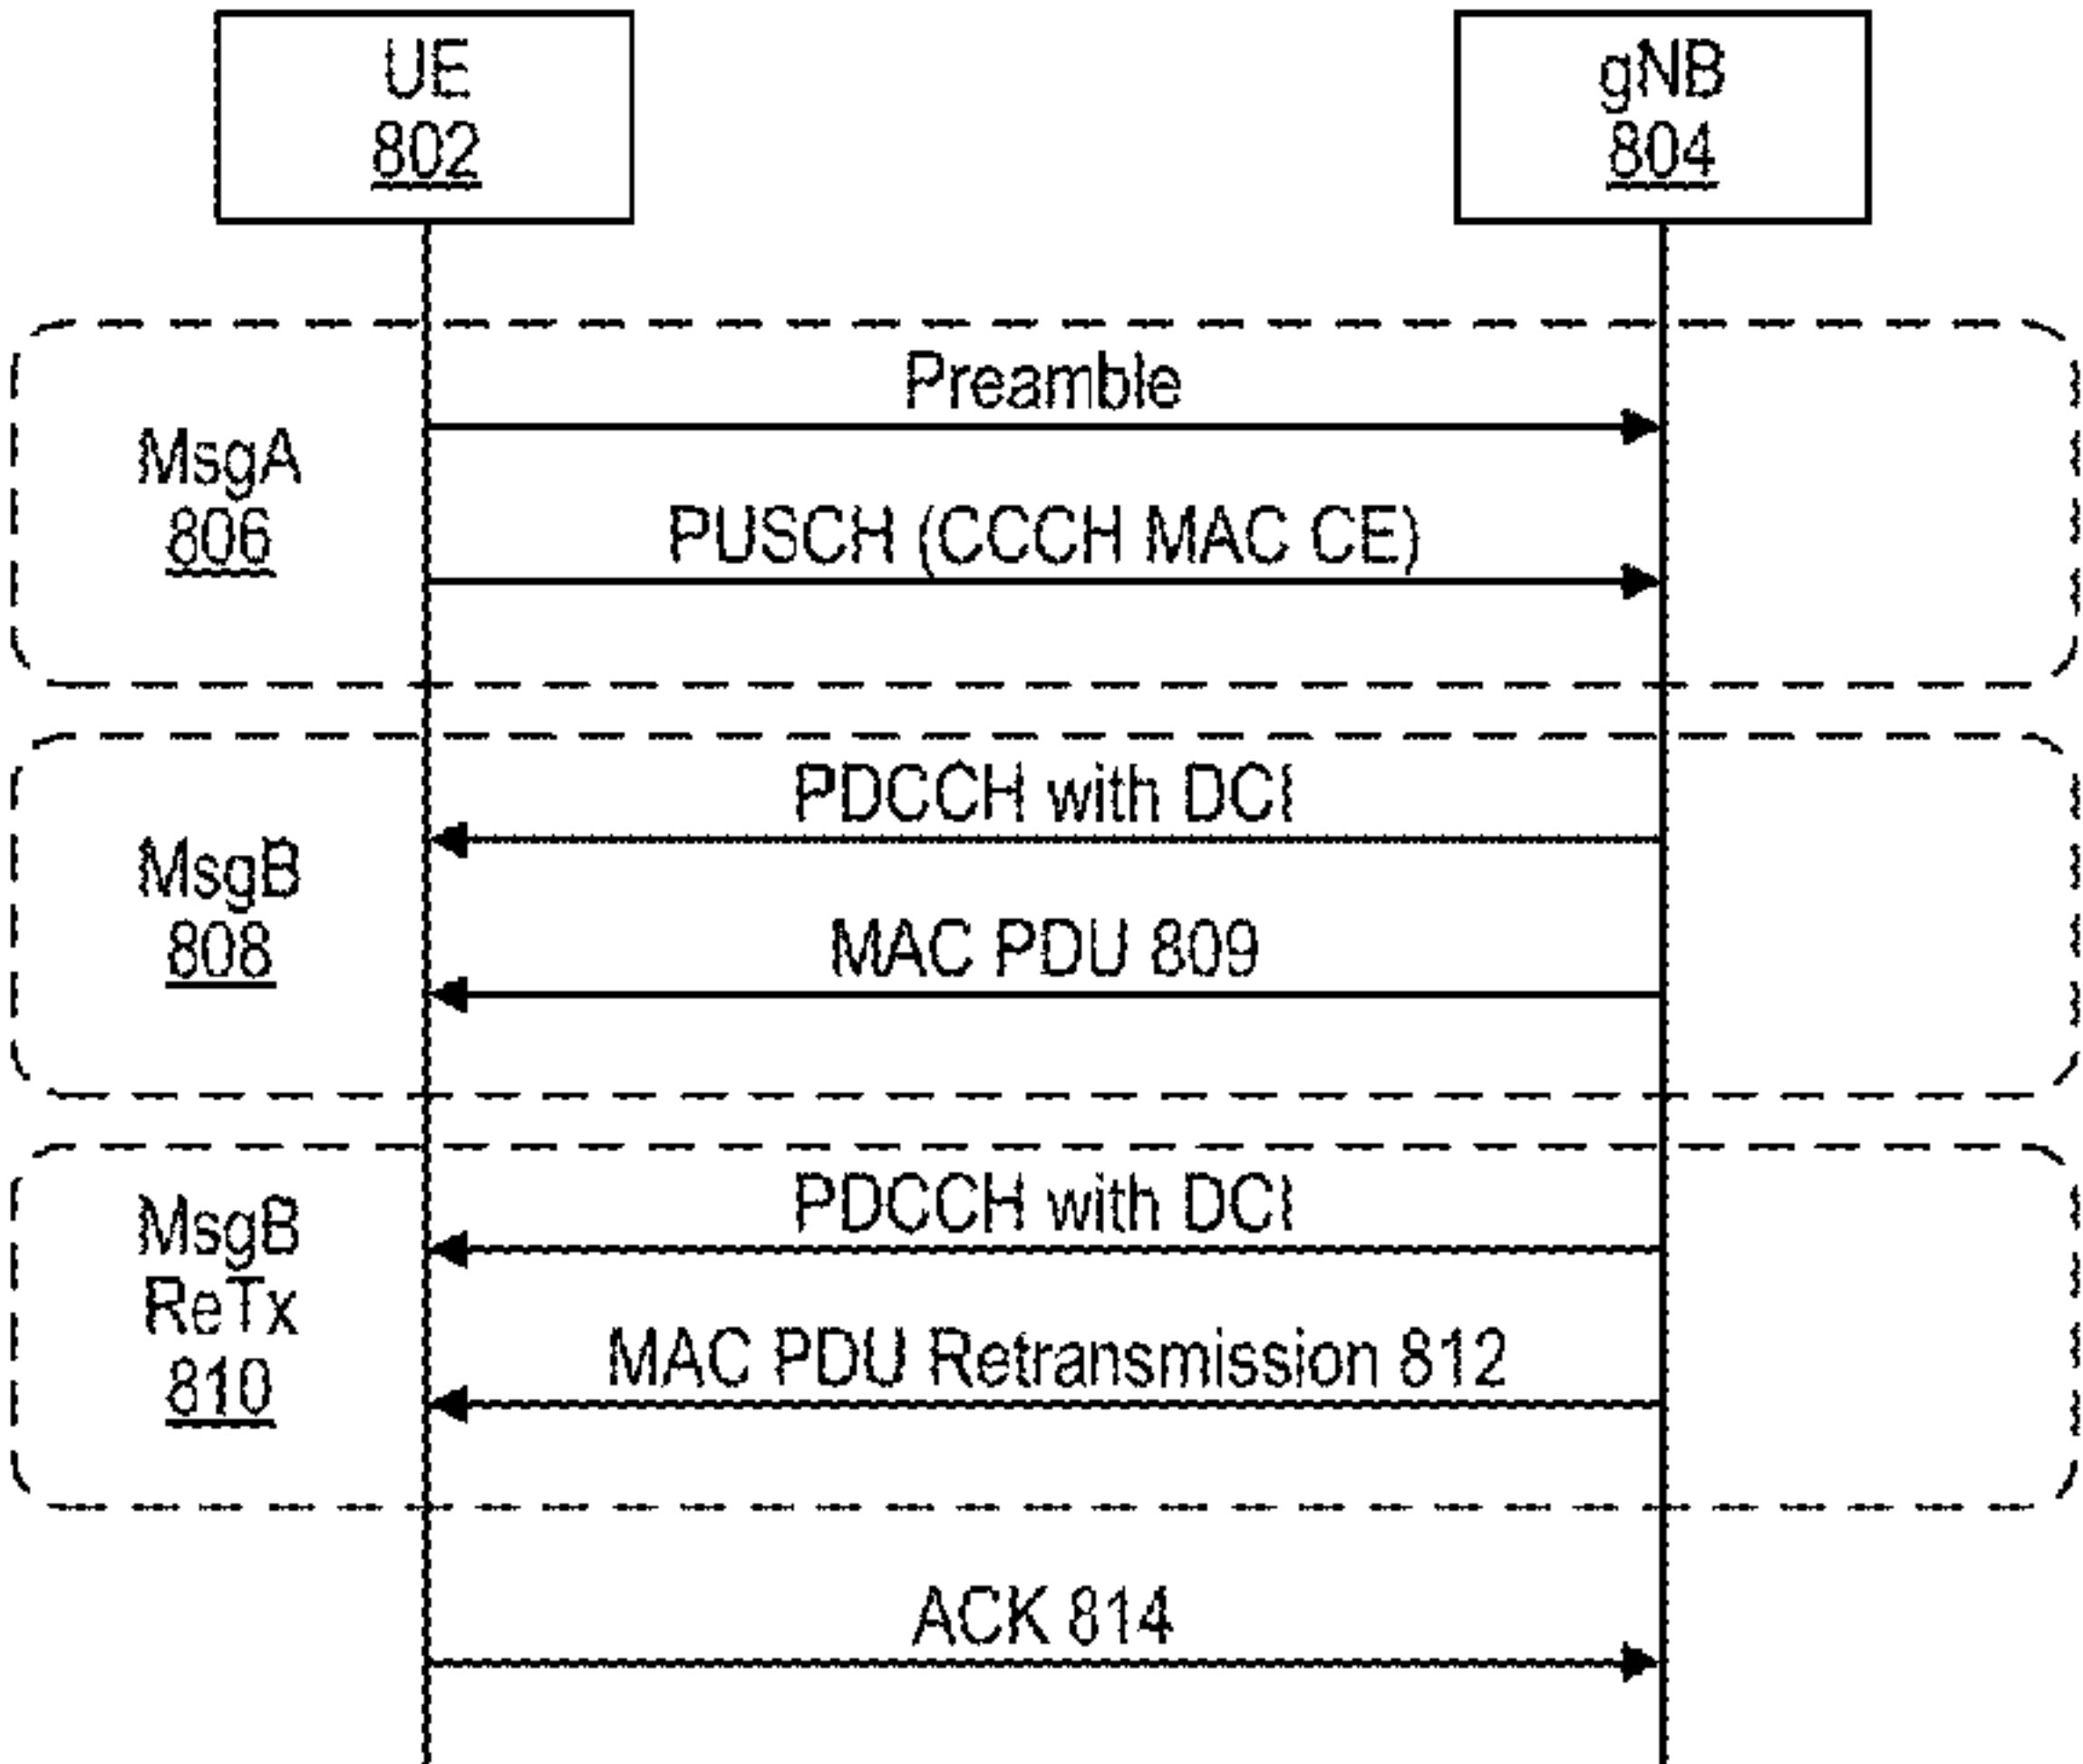 UE
802
gNB
804
Preamble
MsgA
806
PUSCH (CCCH MAC CE)
PDCCH with DCI
MsgB
808
MAC PDU 809
PDCCH with DCI
MsgB
ReTx
810
MAC PDU Retransmission 812
ACK 814